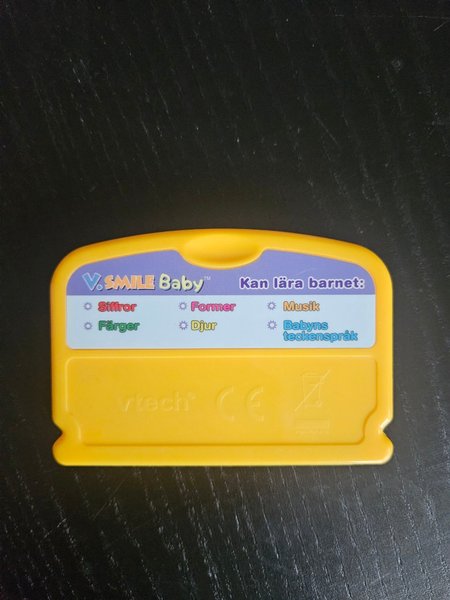 V.SMILE Baby™ Kan lära barnet:
Siffror Former Musik
Färger Djur Babyns
teckenspråk
vtech® CE